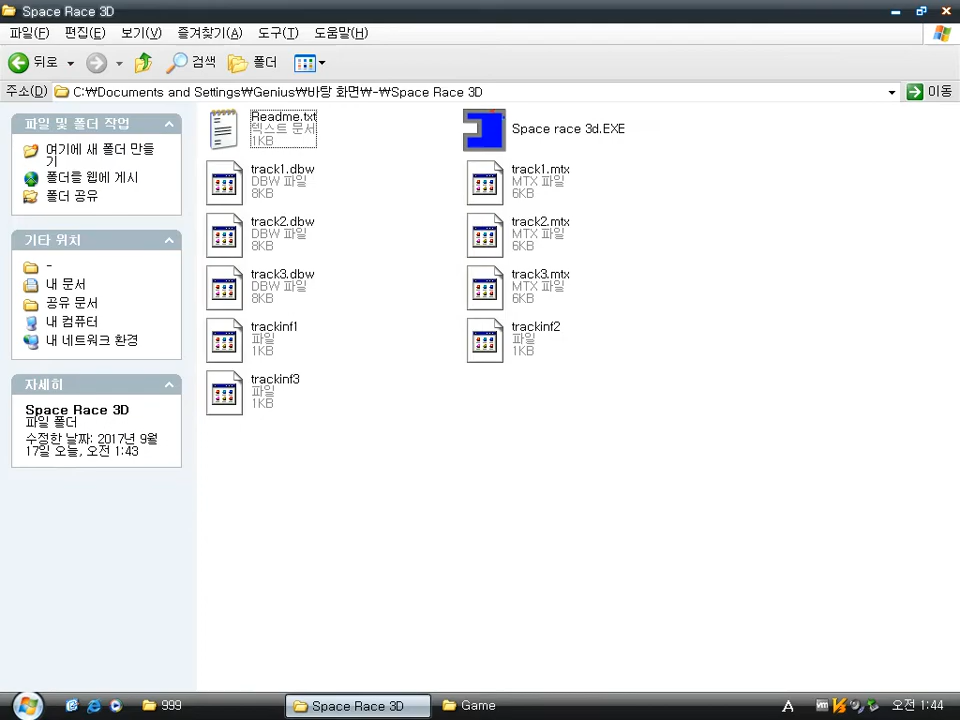 Space Race 3D
파일(F) 편집(E) 보기(V) 즐겨찾기(A) 도구(T) 도움말(H)
뒤로 검색 폴더
주소(D) C:₩Documents and Settings₩Genius₩바탕 화면₩-₩Space Race 3D 이동
파일 및 폴더 작업
여기에 새 폴더 만들
기
폴더를 웹에 게시
폴더 공유
기타 위치
-
내 문서
공유 문서
내 컴퓨터
내 네트워크 환경
자세히
Space Race 3D
파일 폴더
수정한 날짜: 2017년 9월
17일 오늘, 오전 1:43
Readme.txt
텍스트 문서
1KB
Space race 3d.EXE
track1.dbw
DBW 파일
8KB
track1.mtx
MTX 파일
6KB
track2.dbw
DBW 파일
8KB
track2.mtx
MTX 파일
6KB
track3.dbw
DBW 파일
8KB
track3.mtx
MTX 파일
6KB
trackinf1
파일
1KB
trackinf2
파일
1KB
trackinf3
파일
1KB
999 Space Race 3D Game A vm 오전 1:44